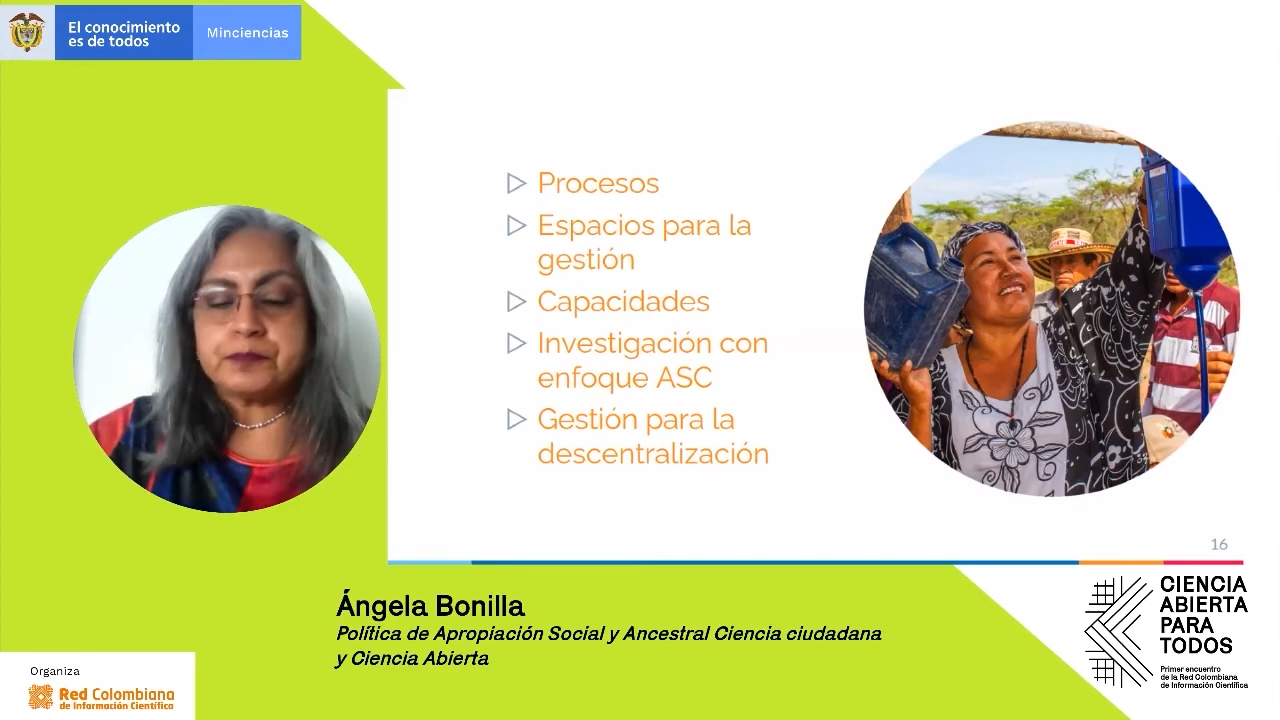 El conocimiento
es de todos
Minciencias
Procesos
Espacios para la
gestión
Capacidades
Investigación con
enfoque ASC
Gestión para la
descentralización
16
Ángela Bonilla
Política de Apropiación Social y Ancestral Ciencia ciudadana
y Ciencia Abierta
CIENCIA
ABIERTA
PARA
TODOS
Primer encuentro
de la Red Colombiana
de Información Científica
Organiza
Red Colombiana
de Información Científica